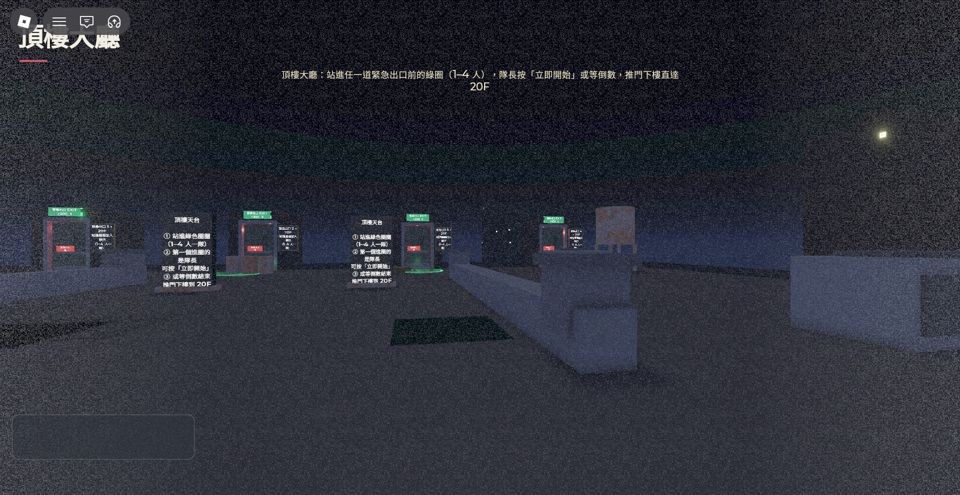 頂樓大廳
頂樓大廳：站進任一道緊急出口前的綠圈（1–4 人），隊長按「立即開始」或等倒數，推門下樓直達
20F
頂樓天台
① 站進綠色圈圈
（1–4 人一隊）
② 第一個進圈的
是隊長
可按「立即開始」
③ 或等倒數結束
推門下樓到 20F
頂樓天台
① 站進綠色圈圈
（1–4 人一隊）
② 第一個進圈的
是隊長
可按「立即開始」
③ 或等倒數結束
推門下樓到 20F